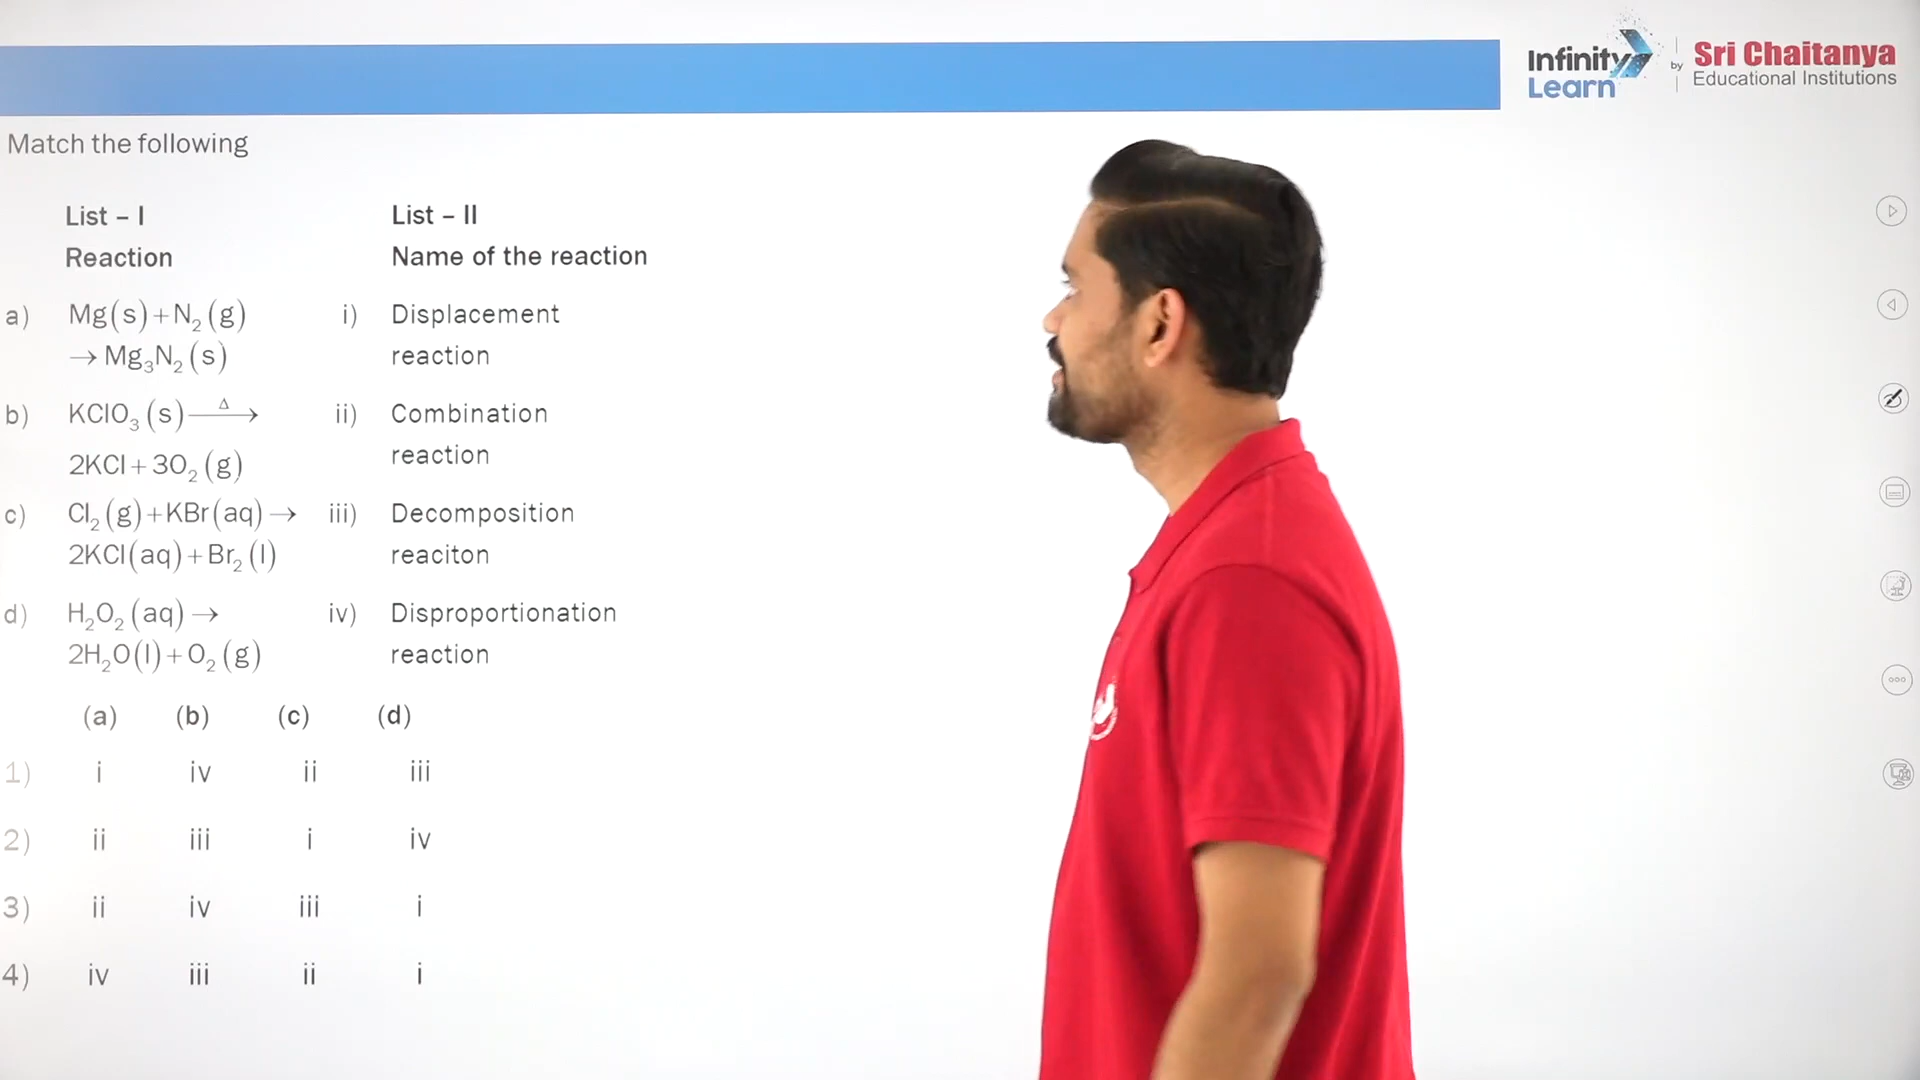 Infinity Learn by Sri Chaitanya Educational Institutions
Match the following
List – I List – II
Reaction Name of the reaction
a) Mg(s)+N₂(g) i) Displacement
→ Mg₃N₂(s) reaction
b) KClO₃(s) —Δ→ ii) Combination
2KCl+3O₂(g) reaction
c) Cl₂(g)+KBr(aq)→ iii) Decomposition
2KCl(aq)+Br₂(l) reaciton
d) H₂O₂(aq)→ iv) Disproportionation
2H₂O(l)+O₂(g) reaction
(a) (b) (c) (d)
1) i iv ii iii
2) ii iii i iv
3) ii iv iii i
4) iv iii ii i